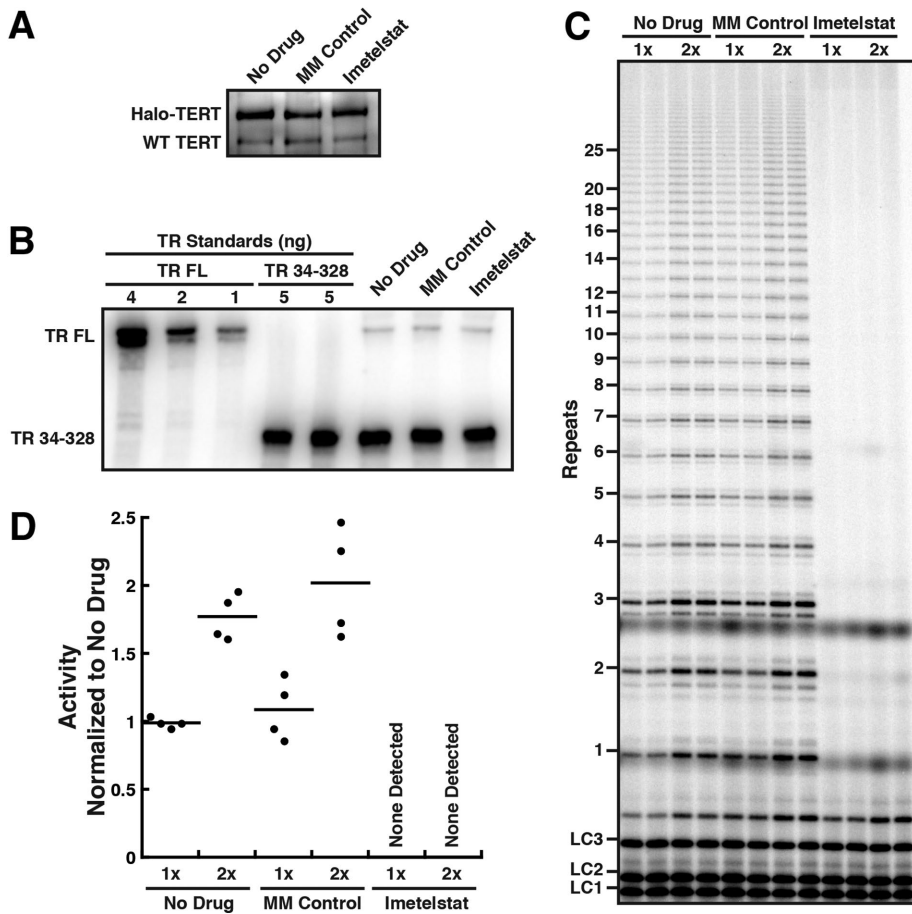 A
No Drug
MM Control
Imetelstat
Halo-TERT
WT TERT
B
TR Standards (ng)
TR FL
TR 34-328
No Drug
MM Control
Imetelstat
4
2
1
5
5
TR FL
TR 34-328
C
No Drug
MM Control
Imetelstat
1x
2x
1x
2x
1x
2x
Repeats
25
20
18
16
14
12
11
10
9
8
7
6
5
4
3
2
1
LC3
LC2
LC1
D
Activity
Normalized to No Drug
2.5
2
1.5
1
0.5
0
None Detected
None Detected
1x
2x
1x
2x
1x
2x
No Drug
MM Control
Imetelstat